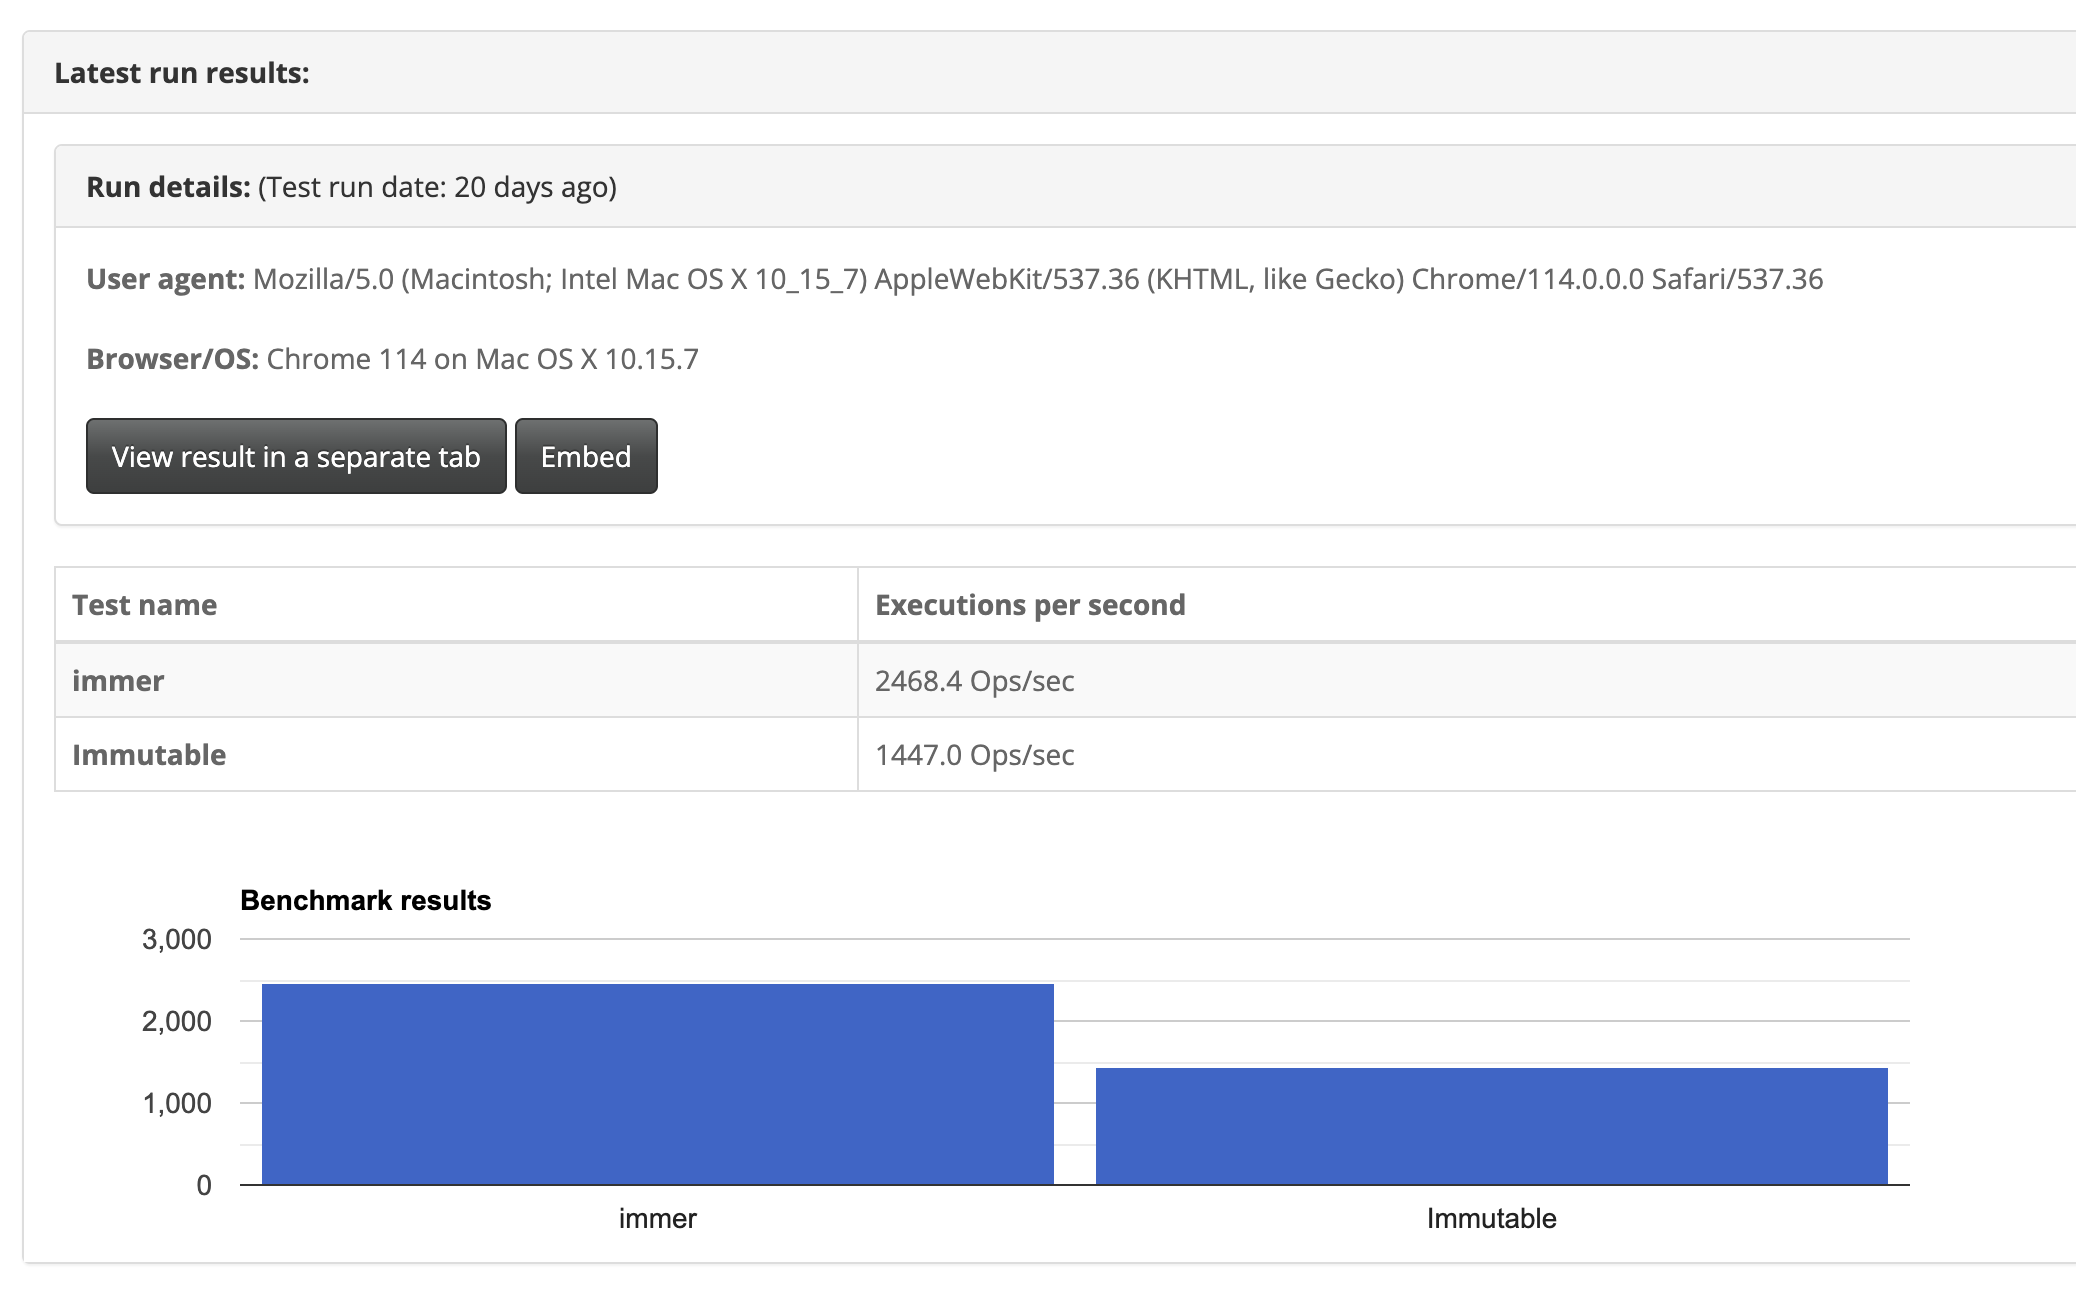 Latest run results:
Run details: (Test run date: 20 days ago)
User agent: Mozilla/5.0 (Macintosh; Intel Mac OS X 10_15_7) AppleWebKit/537.36 (KHTML, like Gecko) Chrome/114.0.0.0 Safari/537.36
Browser/OS: Chrome 114 on Mac OS X 10.15.7
View result in a separate tab Embed
Test name Executions per second
immer 2468.4 Ops/sec
Immutable 1447.0 Ops/sec
Benchmark results
3,000
2,000
1,000
0
immer Immutable